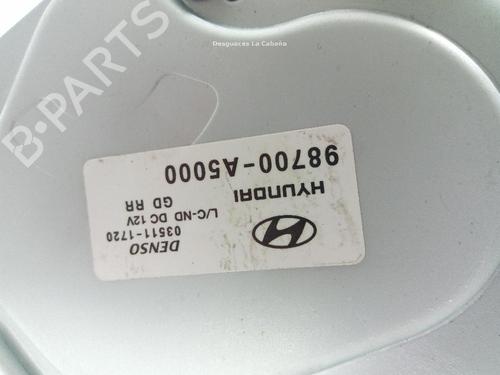 Desguaces La Cabaña
B-PARTS
DENSO
03511-1720
L/C-ND DC 12V
GD RR
HYUNDAI
98700-A5000